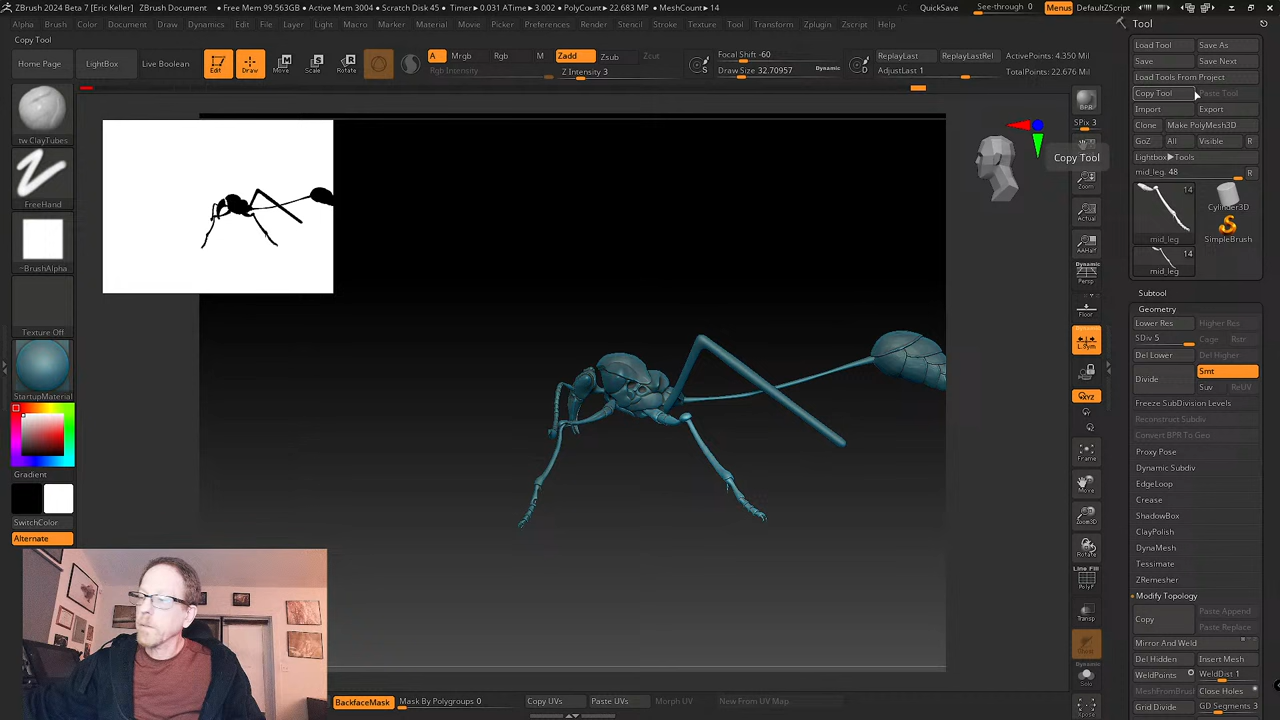 ZBrush 2024 Beta 7 [Eric Keller] ZBrush Document • Free Mem 99.563GB • Active Mem 3004 • Scratch Disk 45 • Timer▶0.031 ATime▶3.002 • PolyCount▶22.683 MP • MeshCount▶14
AC QuickSave See-through 0 Menus DefaultZScript
Alpha Brush Color Document Draw Dynamics Edit File Layer Light Macro Marker Material Movie Picker Preferences Render Stencil Stroke Texture Tool Transform Zplugin Zscript Help
Copy Tool
Home Page LightBox Live Boolean
Edit Draw Move Scale Rotate
A Mrgb Rgb M Zadd Zsub Zcut
Rgb Intensity Z Intensity 3
Focal Shift -60
Draw Size 32.70957 Dynamic
ReplayLast ReplayLastRel
AdjustLast 1
ActivePoints: 4.350 Mil
TotalPoints: 22.676 Mil
tw ClayTubes
FreeHand
~BrushAlpha
Texture Off
StartupMaterial
Gradient
SwitchColor
Alternate
BPR
SPix 3
Zoom
Actual
AAHalf
Dynamic
Persp
Floor
L.Sym
XYZ
Frame
Move
Zoom3D
Rotate
Line Fill
PolyF
Transp
Dynamic
Solo
Xpose
Copy Tool
Tool
Load Tool Save As
Save Save Next
Load Tools From Project
Copy Tool Paste Tool
Import Export
Clone Make PolyMesh3D
GoZ All Visible R
Lightbox▶Tools
mid_leg. 48 R
14
mid_leg
Cylinder3D
SimpleBrush
14
mid_leg
Subtool
Geometry
Lower Res Higher Res
SDiv 5 Cage Rstr
Del Lower Del Higher
Divide Smt
Suv ReUV
Freeze SubDivision Levels
Reconstruct Subdiv
Convert BPR To Geo
Proxy Pose
Dynamic Subdiv
EdgeLoop
Crease
ShadowBox
ClayPolish
DynaMesh
Tessimate
ZRemesher
Modify Topology
Copy Paste Append
Paste Replace
Mirror And Weld
Del Hidden Insert Mesh
WeldPoints WeldDist 1
MeshFromBrush Close Holes
Grid Divide GD Segments 3
BackfaceMask Mask By Polygroups 0 Copy UVs Paste UVs Morph UV New From UV Map